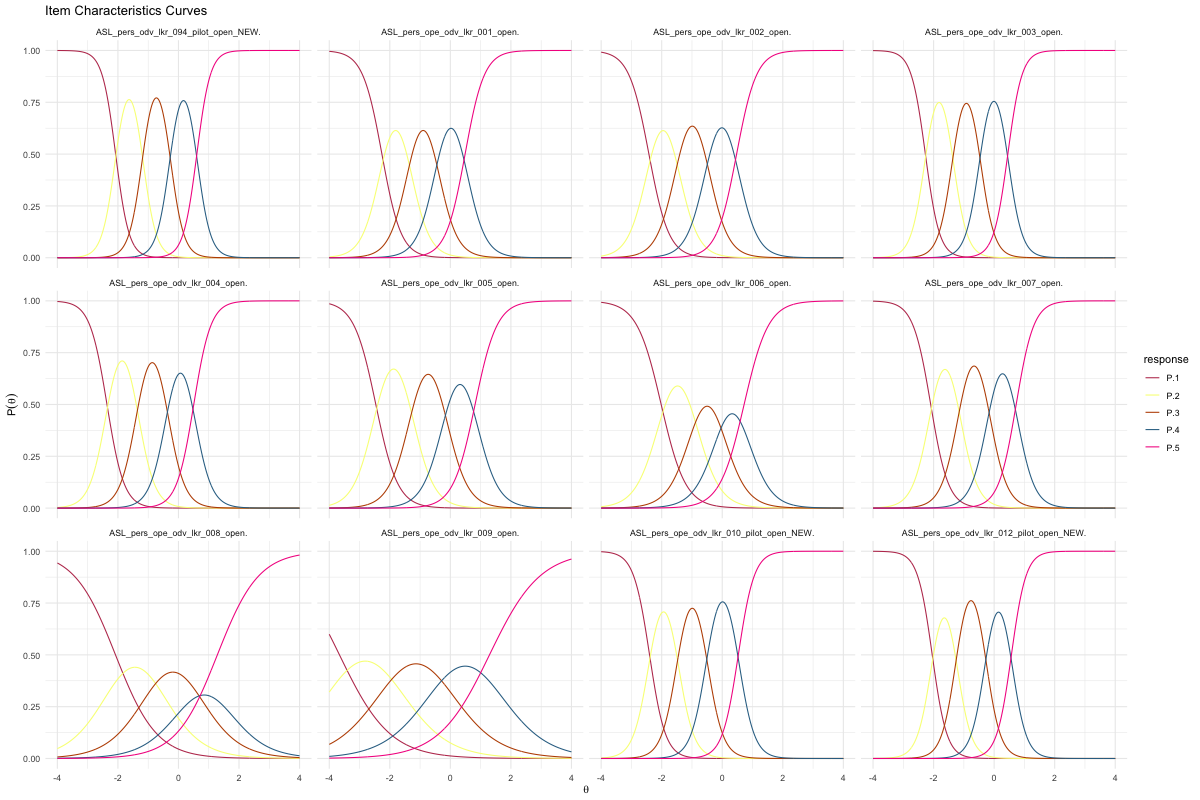 Item Characteristics Curves
ASL_pers_odv_lkr_094_pilot_open_NEW.
ASL_pers_ope_odv_lkr_001_open.
ASL_pers_ope_odv_lkr_002_open.
ASL_pers_ope_odv_lkr_003_open.
1.00
0.75
0.50
0.25
0.00
ASL_pers_ope_odv_lkr_004_open.
ASL_pers_ope_odv_lkr_005_open.
ASL_pers_ope_odv_lkr_006_open.
ASL_pers_ope_odv_lkr_007_open.
1.00
0.75
0.50
0.25
0.00
P(θ)
ASL_pers_ope_odv_lkr_008_open.
ASL_pers_ope_odv_lkr_009_open.
ASL_pers_ope_odv_lkr_010_pilot_open_NEW.
ASL_pers_ope_odv_lkr_012_pilot_open_NEW.
1.00
0.75
0.50
0.25
0.00
-4 -2 0 2 4 -4 -2 0 2 4 -4 -2 0 2 4 -4 -2 0 2 4
θ
response
P.1
P.2
P.3
P.4
P.5